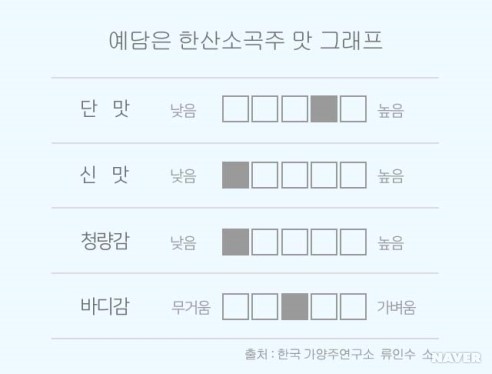 예담은 한산소곡주 맛 그래프
단 맛 낮음 높음
신 맛 낮음 높음
청량감 낮음 높음
바디감 무거움 가벼움
출처 : 한국 가양주연구소 류인수 소
NAVER